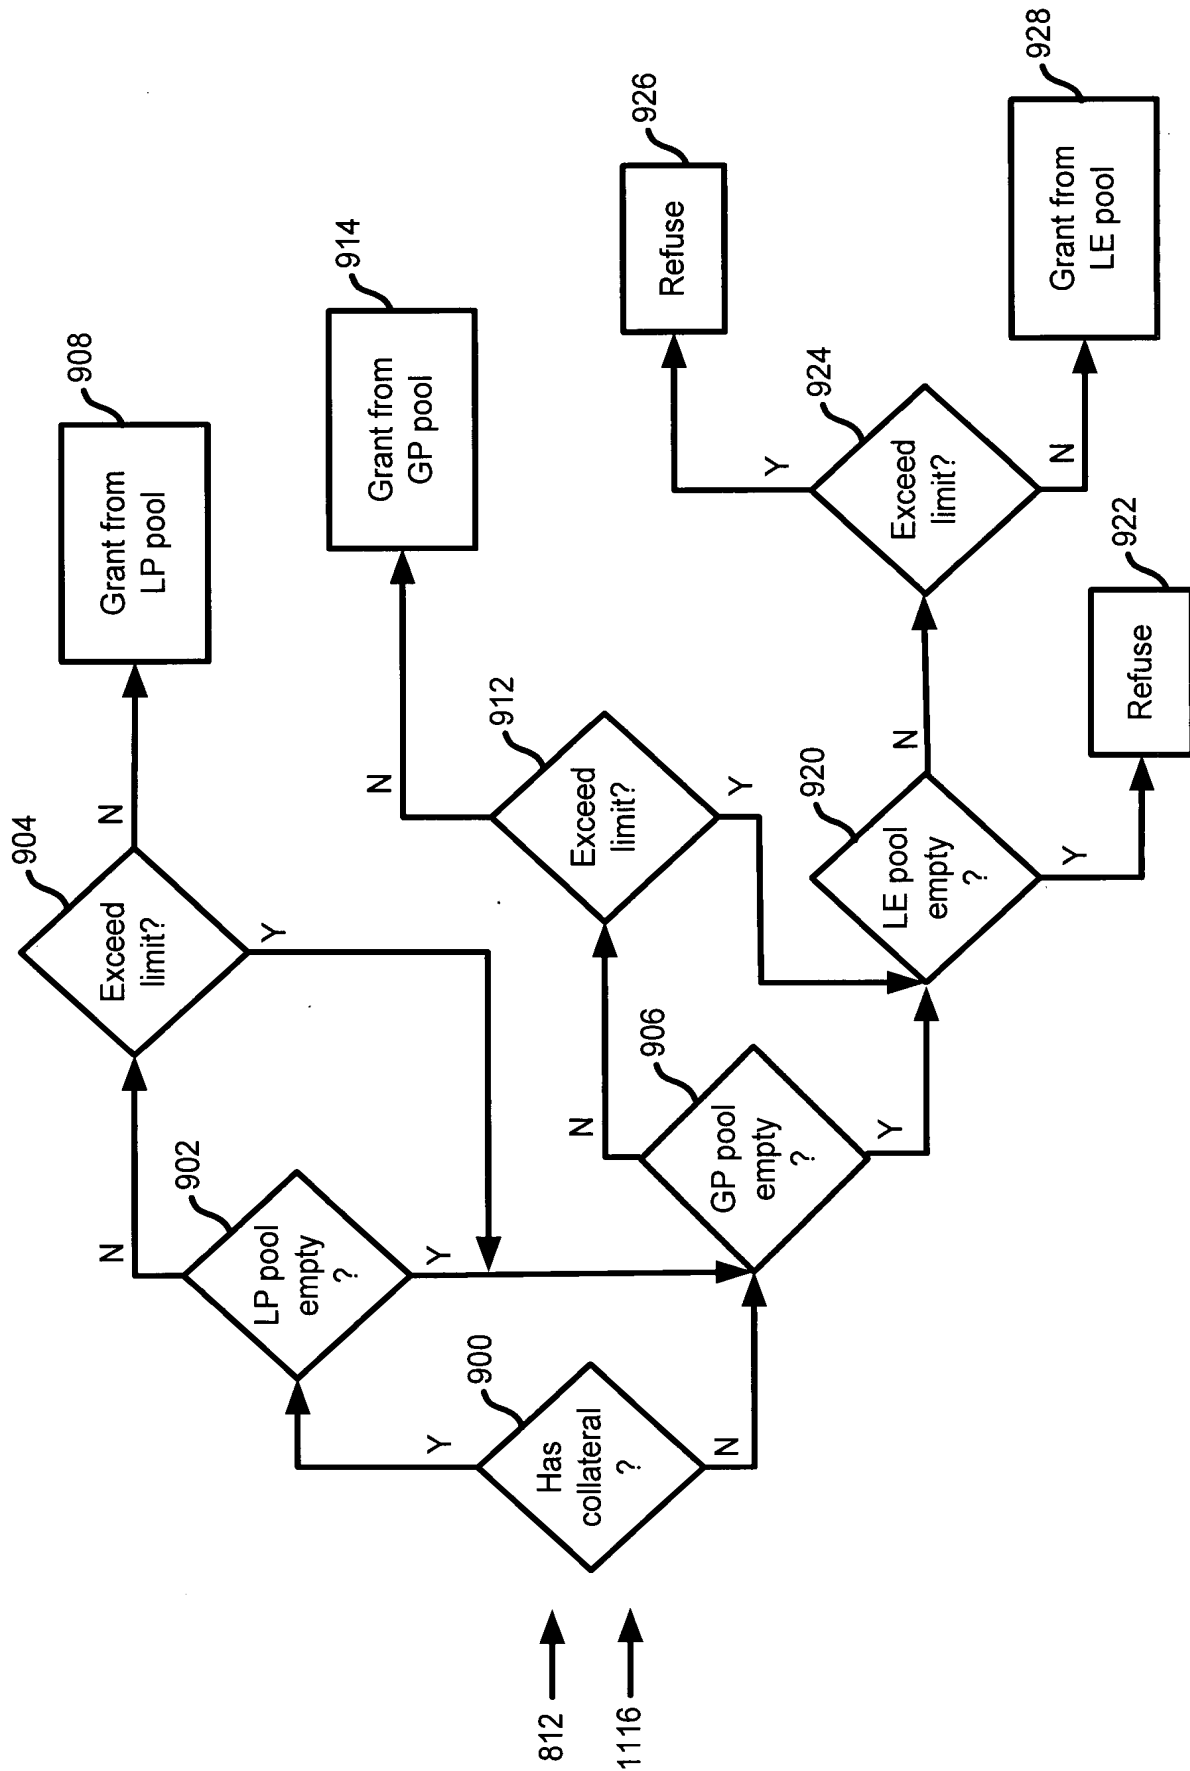 812
1116
900
Has
collateral
?
Y
N
902
LP pool
empty
?
N
Y
904
Exceed
limit?
N
Y
908
Grant from
LP pool
906
GP pool
empty
?
N
Y
912
Exceed
limit?
N
Y
914
Grant from
GP pool
920
LE pool
empty
?
N
Y
922
Refuse
924
Exceed
limit?
Y
N
926
Refuse
928
Grant from
LE pool